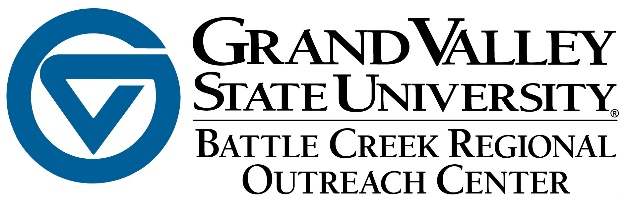 GRAND VALLEY
STATE UNIVERSITY®
BATTLE CREEK REGIONAL
OUTREACH CENTER